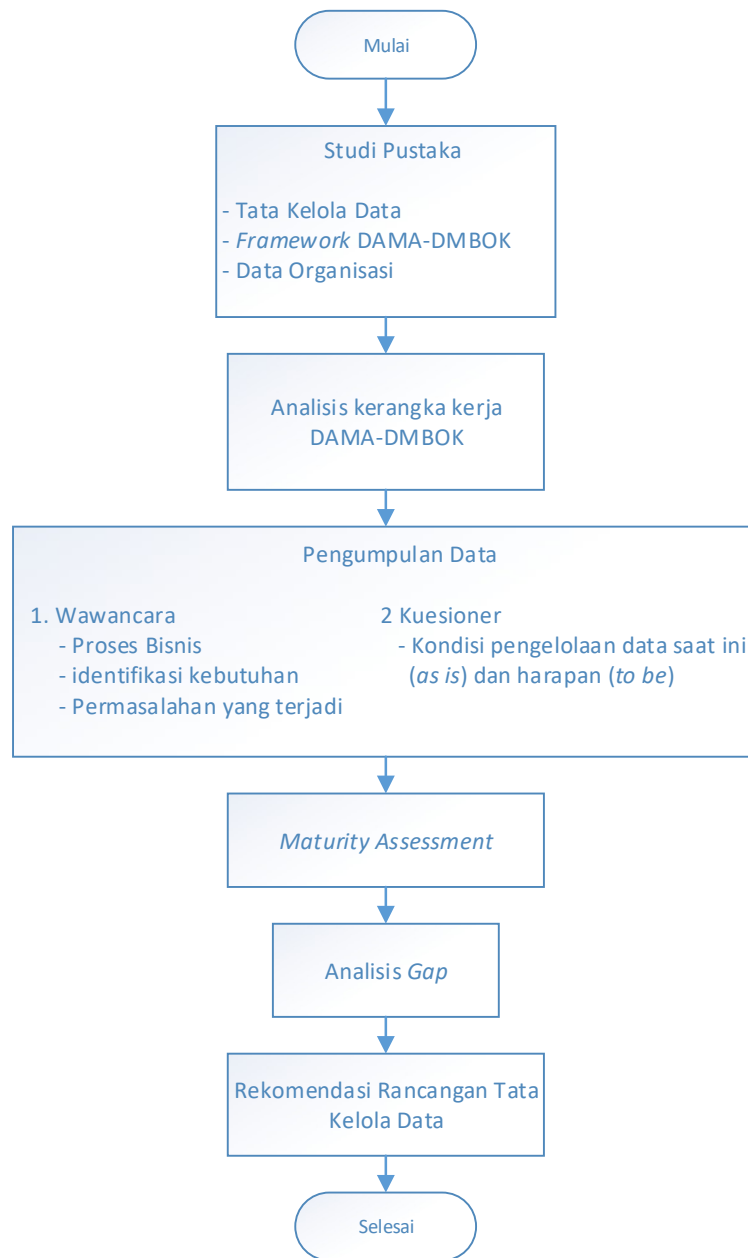 Mulai
Studi Pustaka
- Tata Kelola Data
- Framework DAMA-DMBOK
- Data Organisasi
Analisis kerangka kerja
DAMA-DMBOK
Pengumpulan Data
1. Wawancara
- Proses Bisnis
- identifikasi kebutuhan
- Permasalahan yang terjadi
2 Kuesioner
- Kondisi pengelolaan data saat ini
(as is) dan harapan (to be)
Maturity Assessment
Analisis Gap
Rekomendasi Rancangan Tata
Kelola Data
Selesai